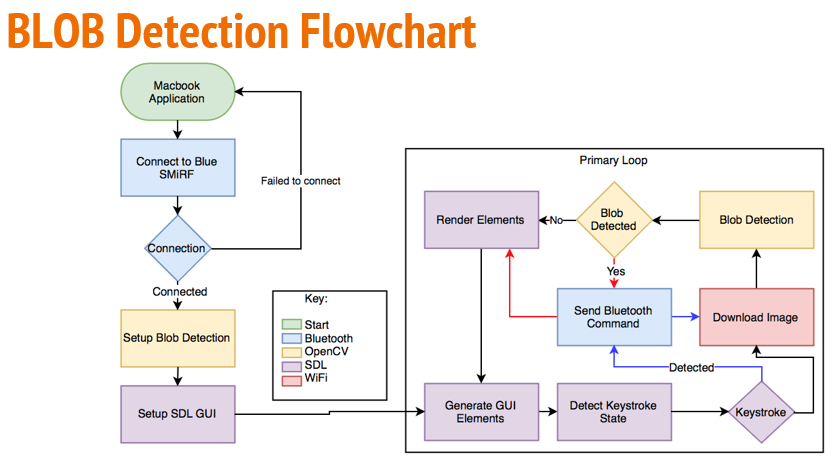 BLOB Detection Flowchart
Macbook
Application
Connect to Blue
SMiRF
Failed to connect
Connection
Connected
Setup Blob Detection
Setup SDL GUI
Key:
Start
Bluetooth
OpenCV
SDL
WiFi
Primary Loop
Render Elements
No
Blob
Detected
Blob Detection
Yes
Send Bluetooth
Command
Download Image
Detected
Generate GUI
Elements
Detect Keystroke
State
Keystroke